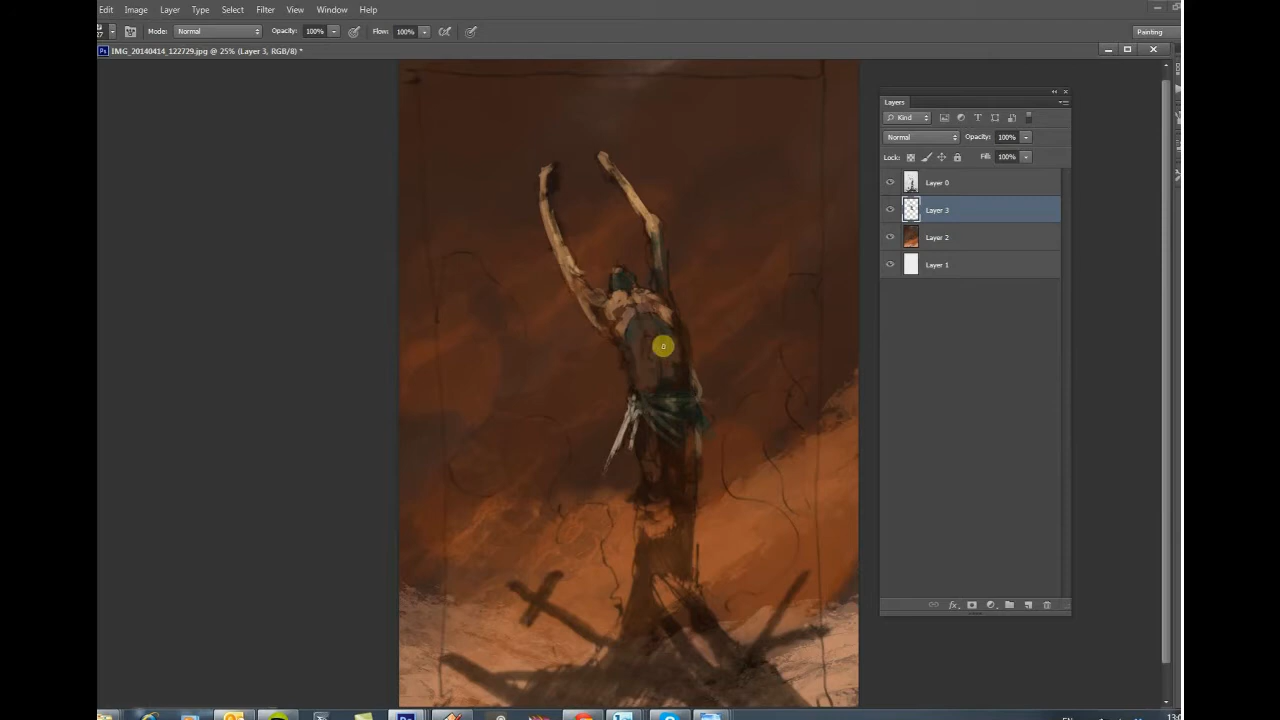 Edit Image Layer Type Select Filter View Window Help
Mode: Normal Opacity: 100% Flow: 100% Painting
IMG_20140414_122729.jpg @ 25% (Layer 3, RGB/8) *
Layers
Kind
Normal Opacity: 100%
Lock: Fill: 100%
Layer 0
Layer 3
Layer 2
Layer 1